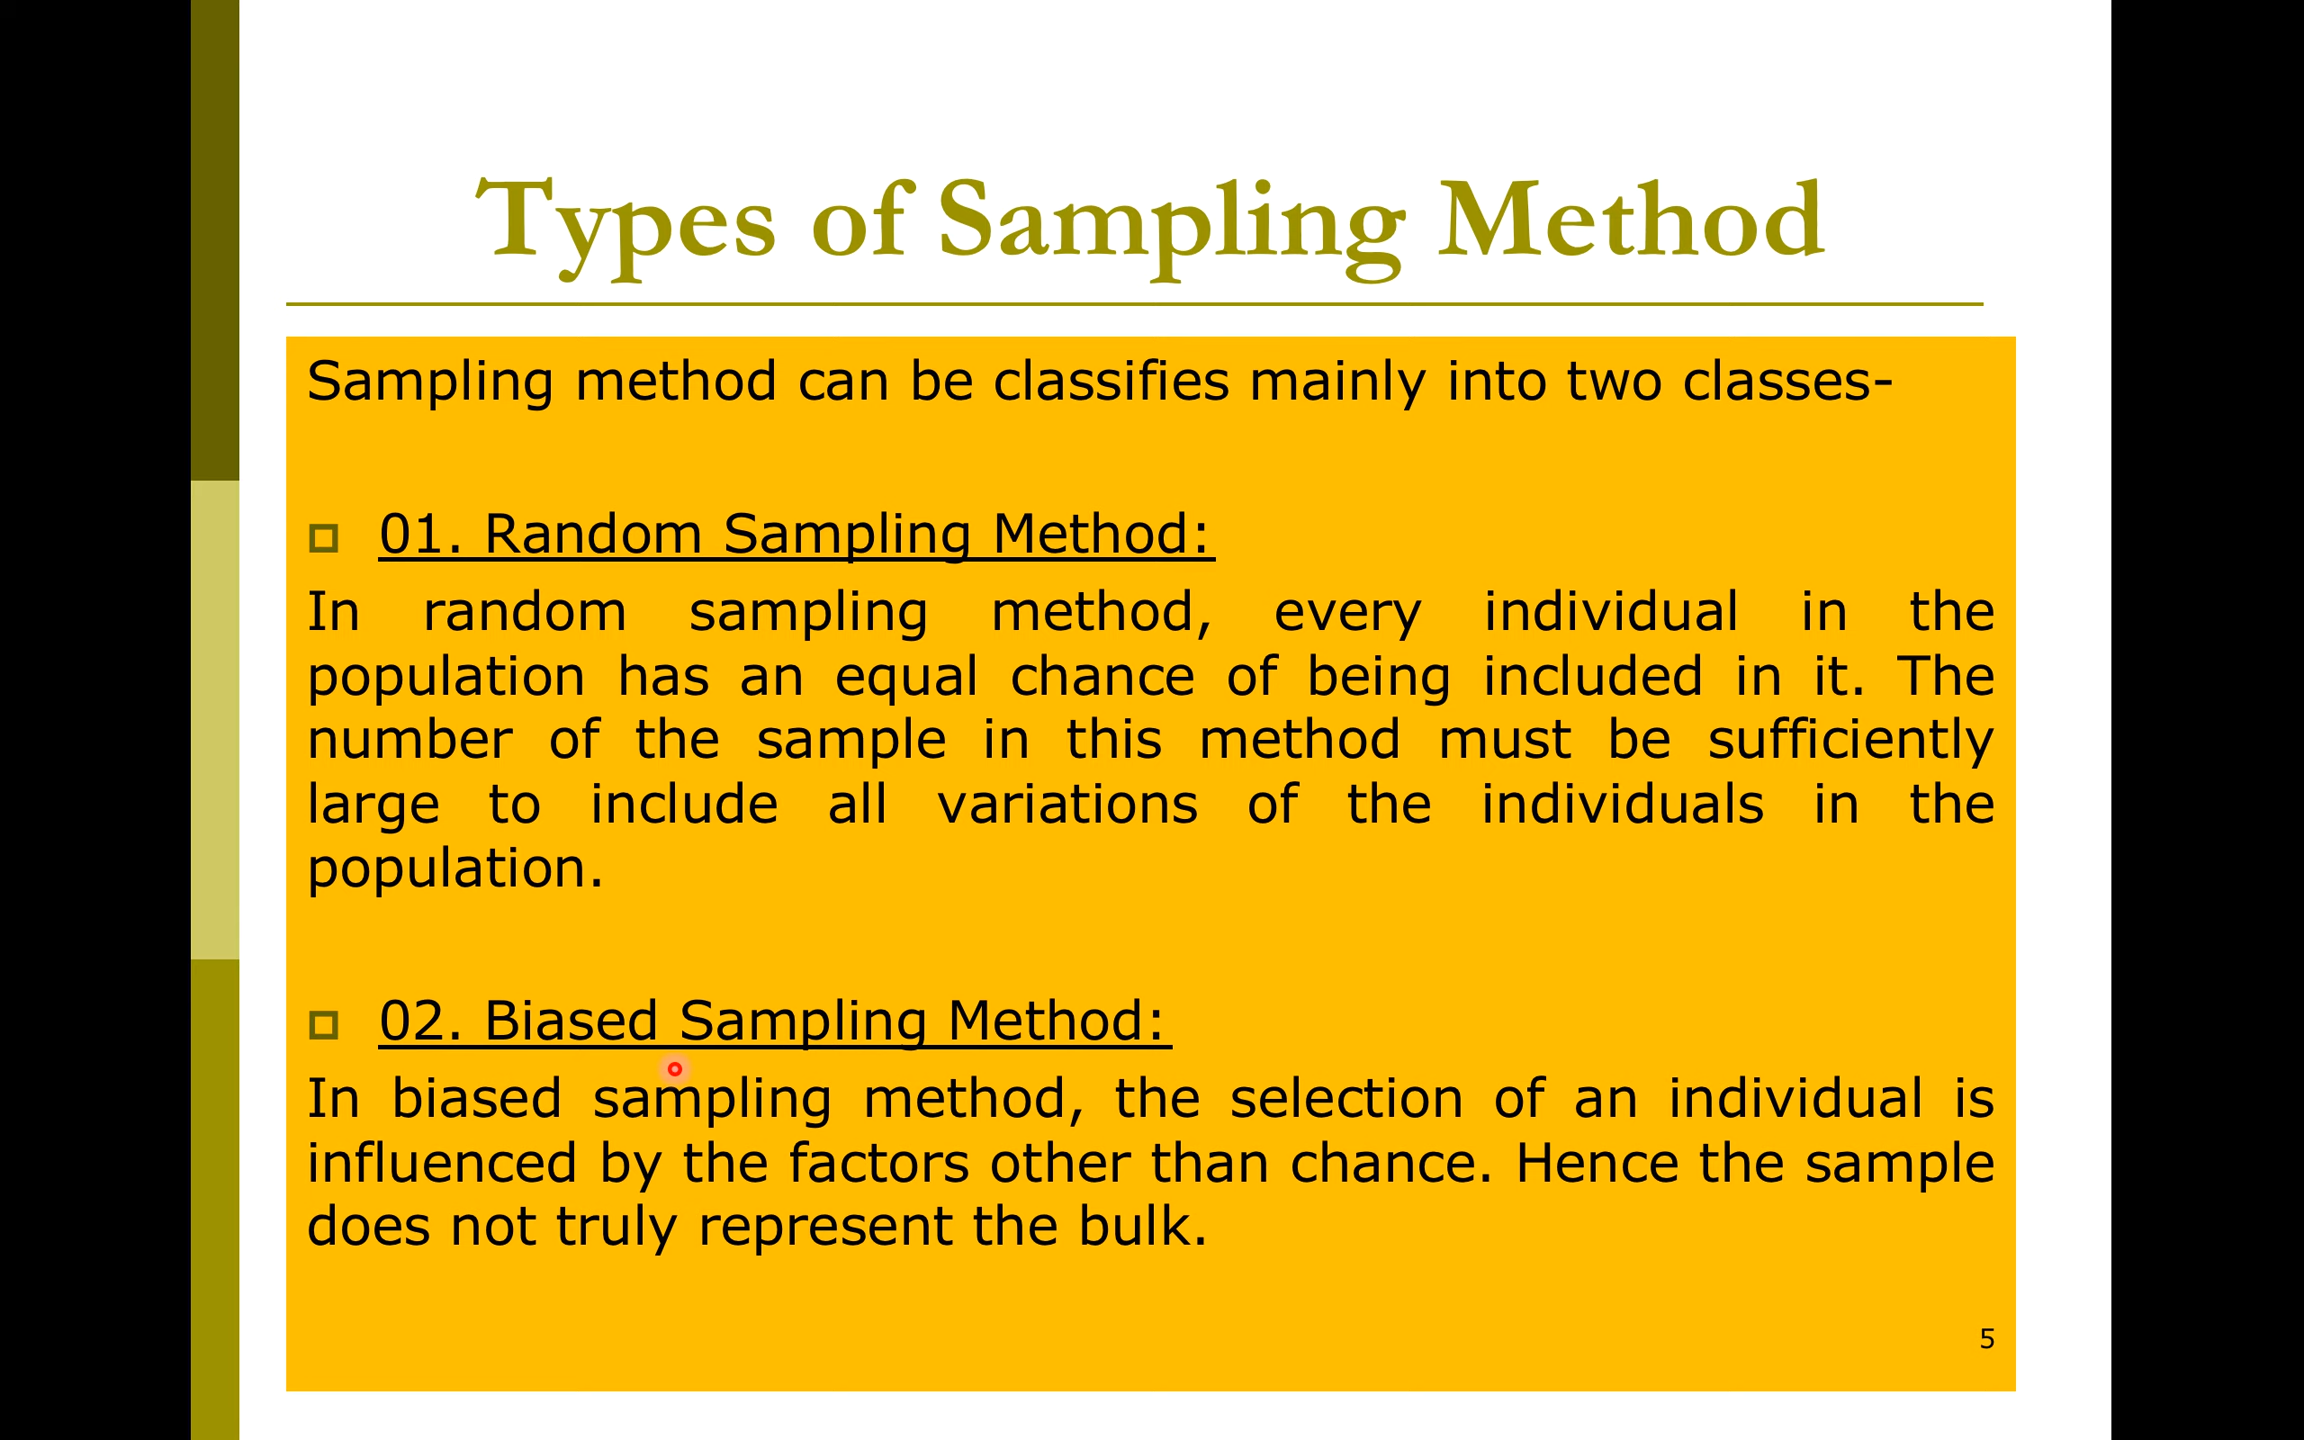 Types of Sampling Method
Sampling method can be classifies mainly into two classes-
01. Random Sampling Method:
In random sampling method, every individual in the
population has an equal chance of being included in it. The
number of the sample in this method must be sufficiently
large to include all variations of the individuals in the
population.
02. Biased Sampling Method:
In biased sampling method, the selection of an individual is
influenced by the factors other than chance. Hence the sample
does not truly represent the bulk.
5